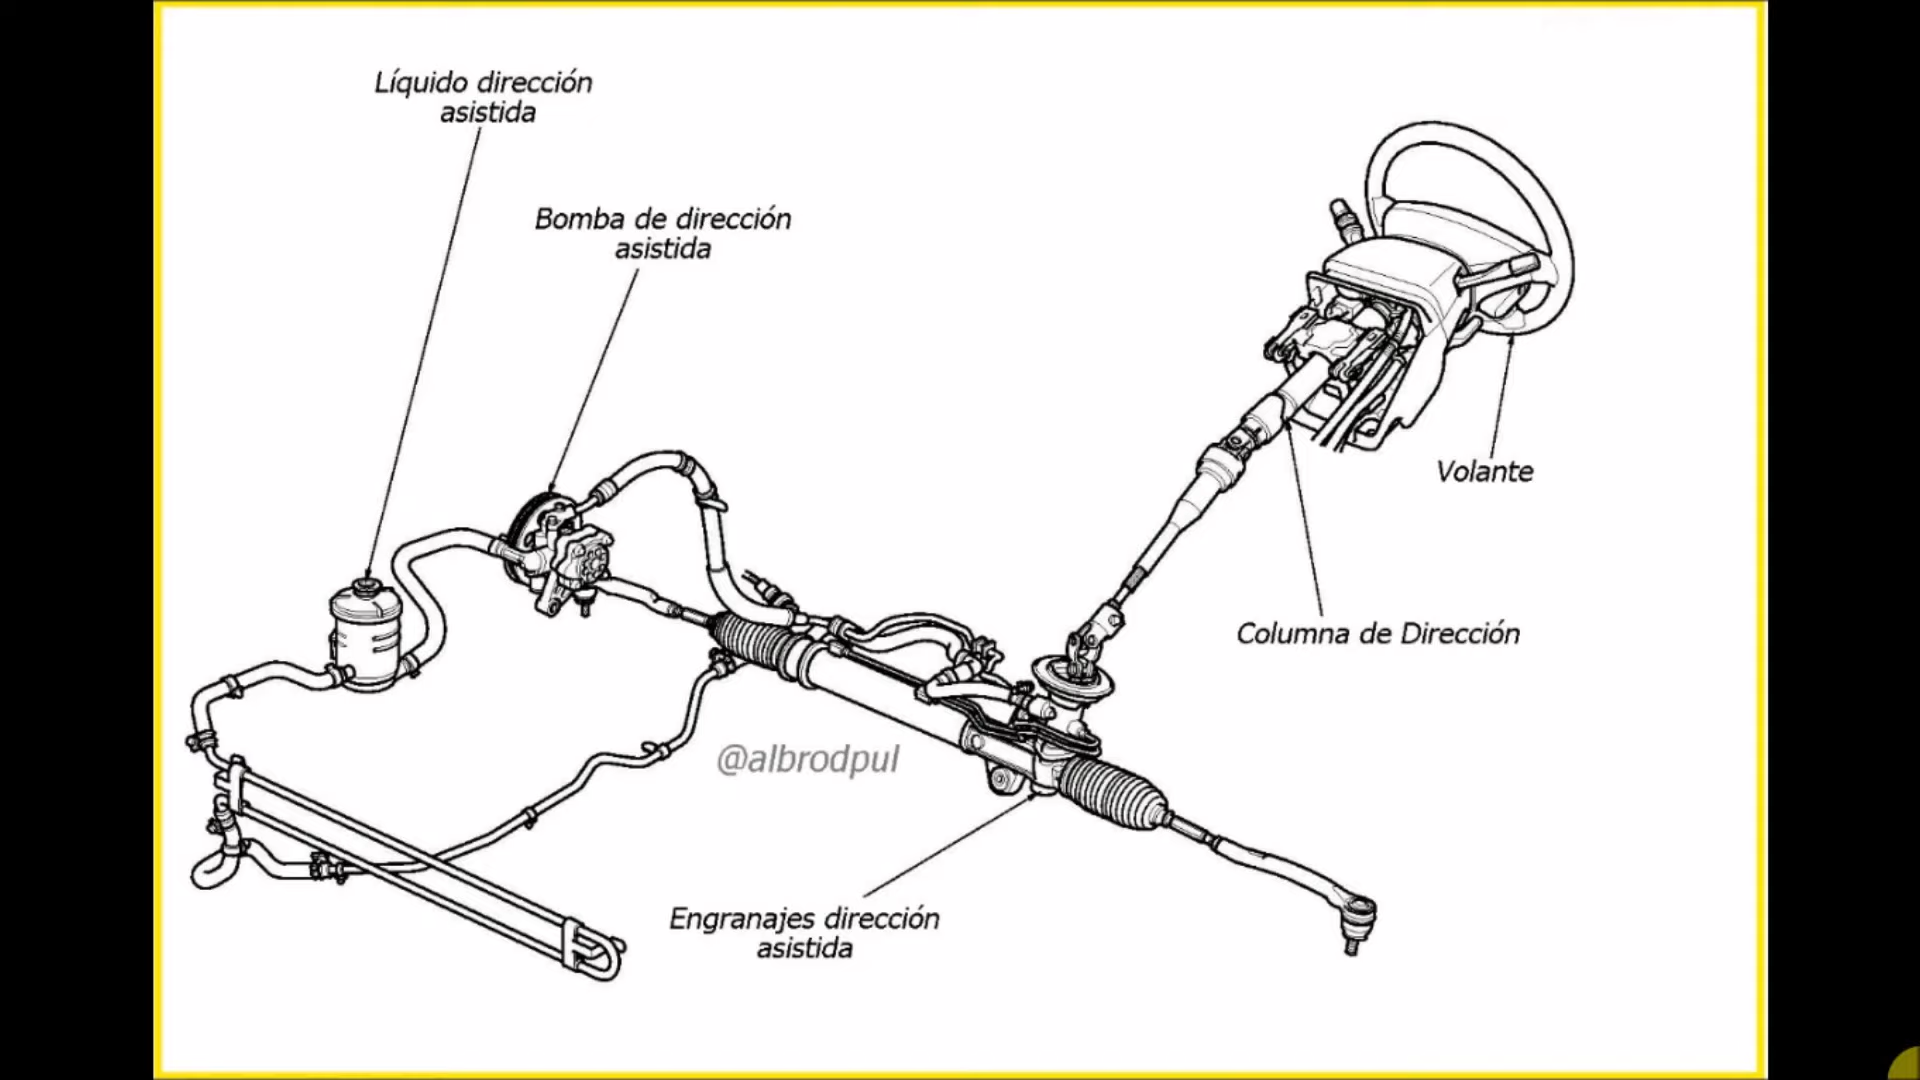 Líquido dirección
asistida
Bomba de dirección
asistida
Volante
Columna de Dirección
@albrodpul
Engranajes dirección
asistida